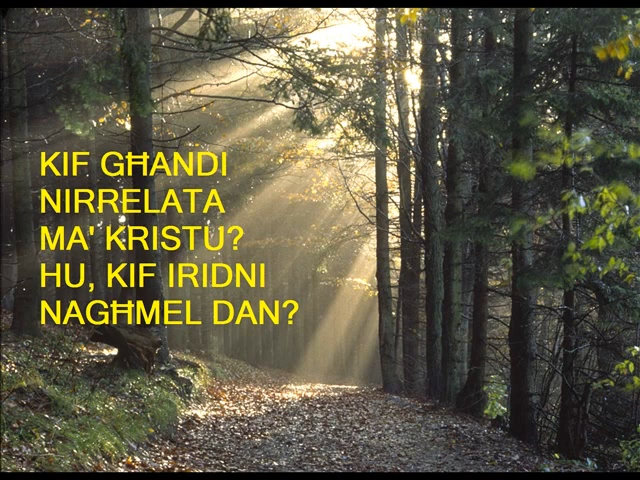 KIF GĦANDI
NIRRELATA
MA' KRISTU?
HU, KIF IRIDNI
NAGĦMEL DAN?